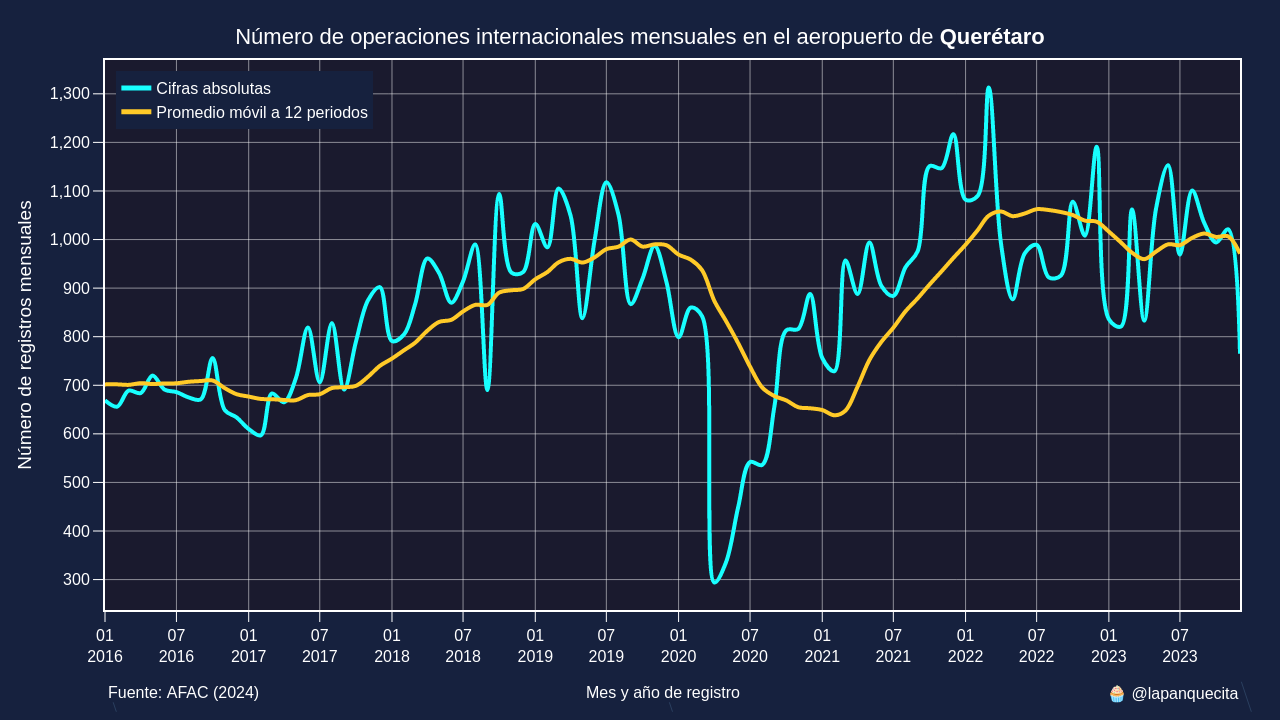 Número de operaciones internacionales mensuales en el aeropuerto de Querétaro
Cifras absolutas
Promedio móvil a 12 periodos
Número de registros mensuales
1,300
1,200
1,100
1,000
900
800
700
600
500
400
300
01 07 01 07 01 07 01 07 01 07 01 07 01 07 01 07
2016 2016 2017 2017 2018 2018 2019 2019 2020 2020 2021 2021 2022 2022 2023 2023
Fuente: AFAC (2024) Mes y año de registro 🧁 @lapanquecita